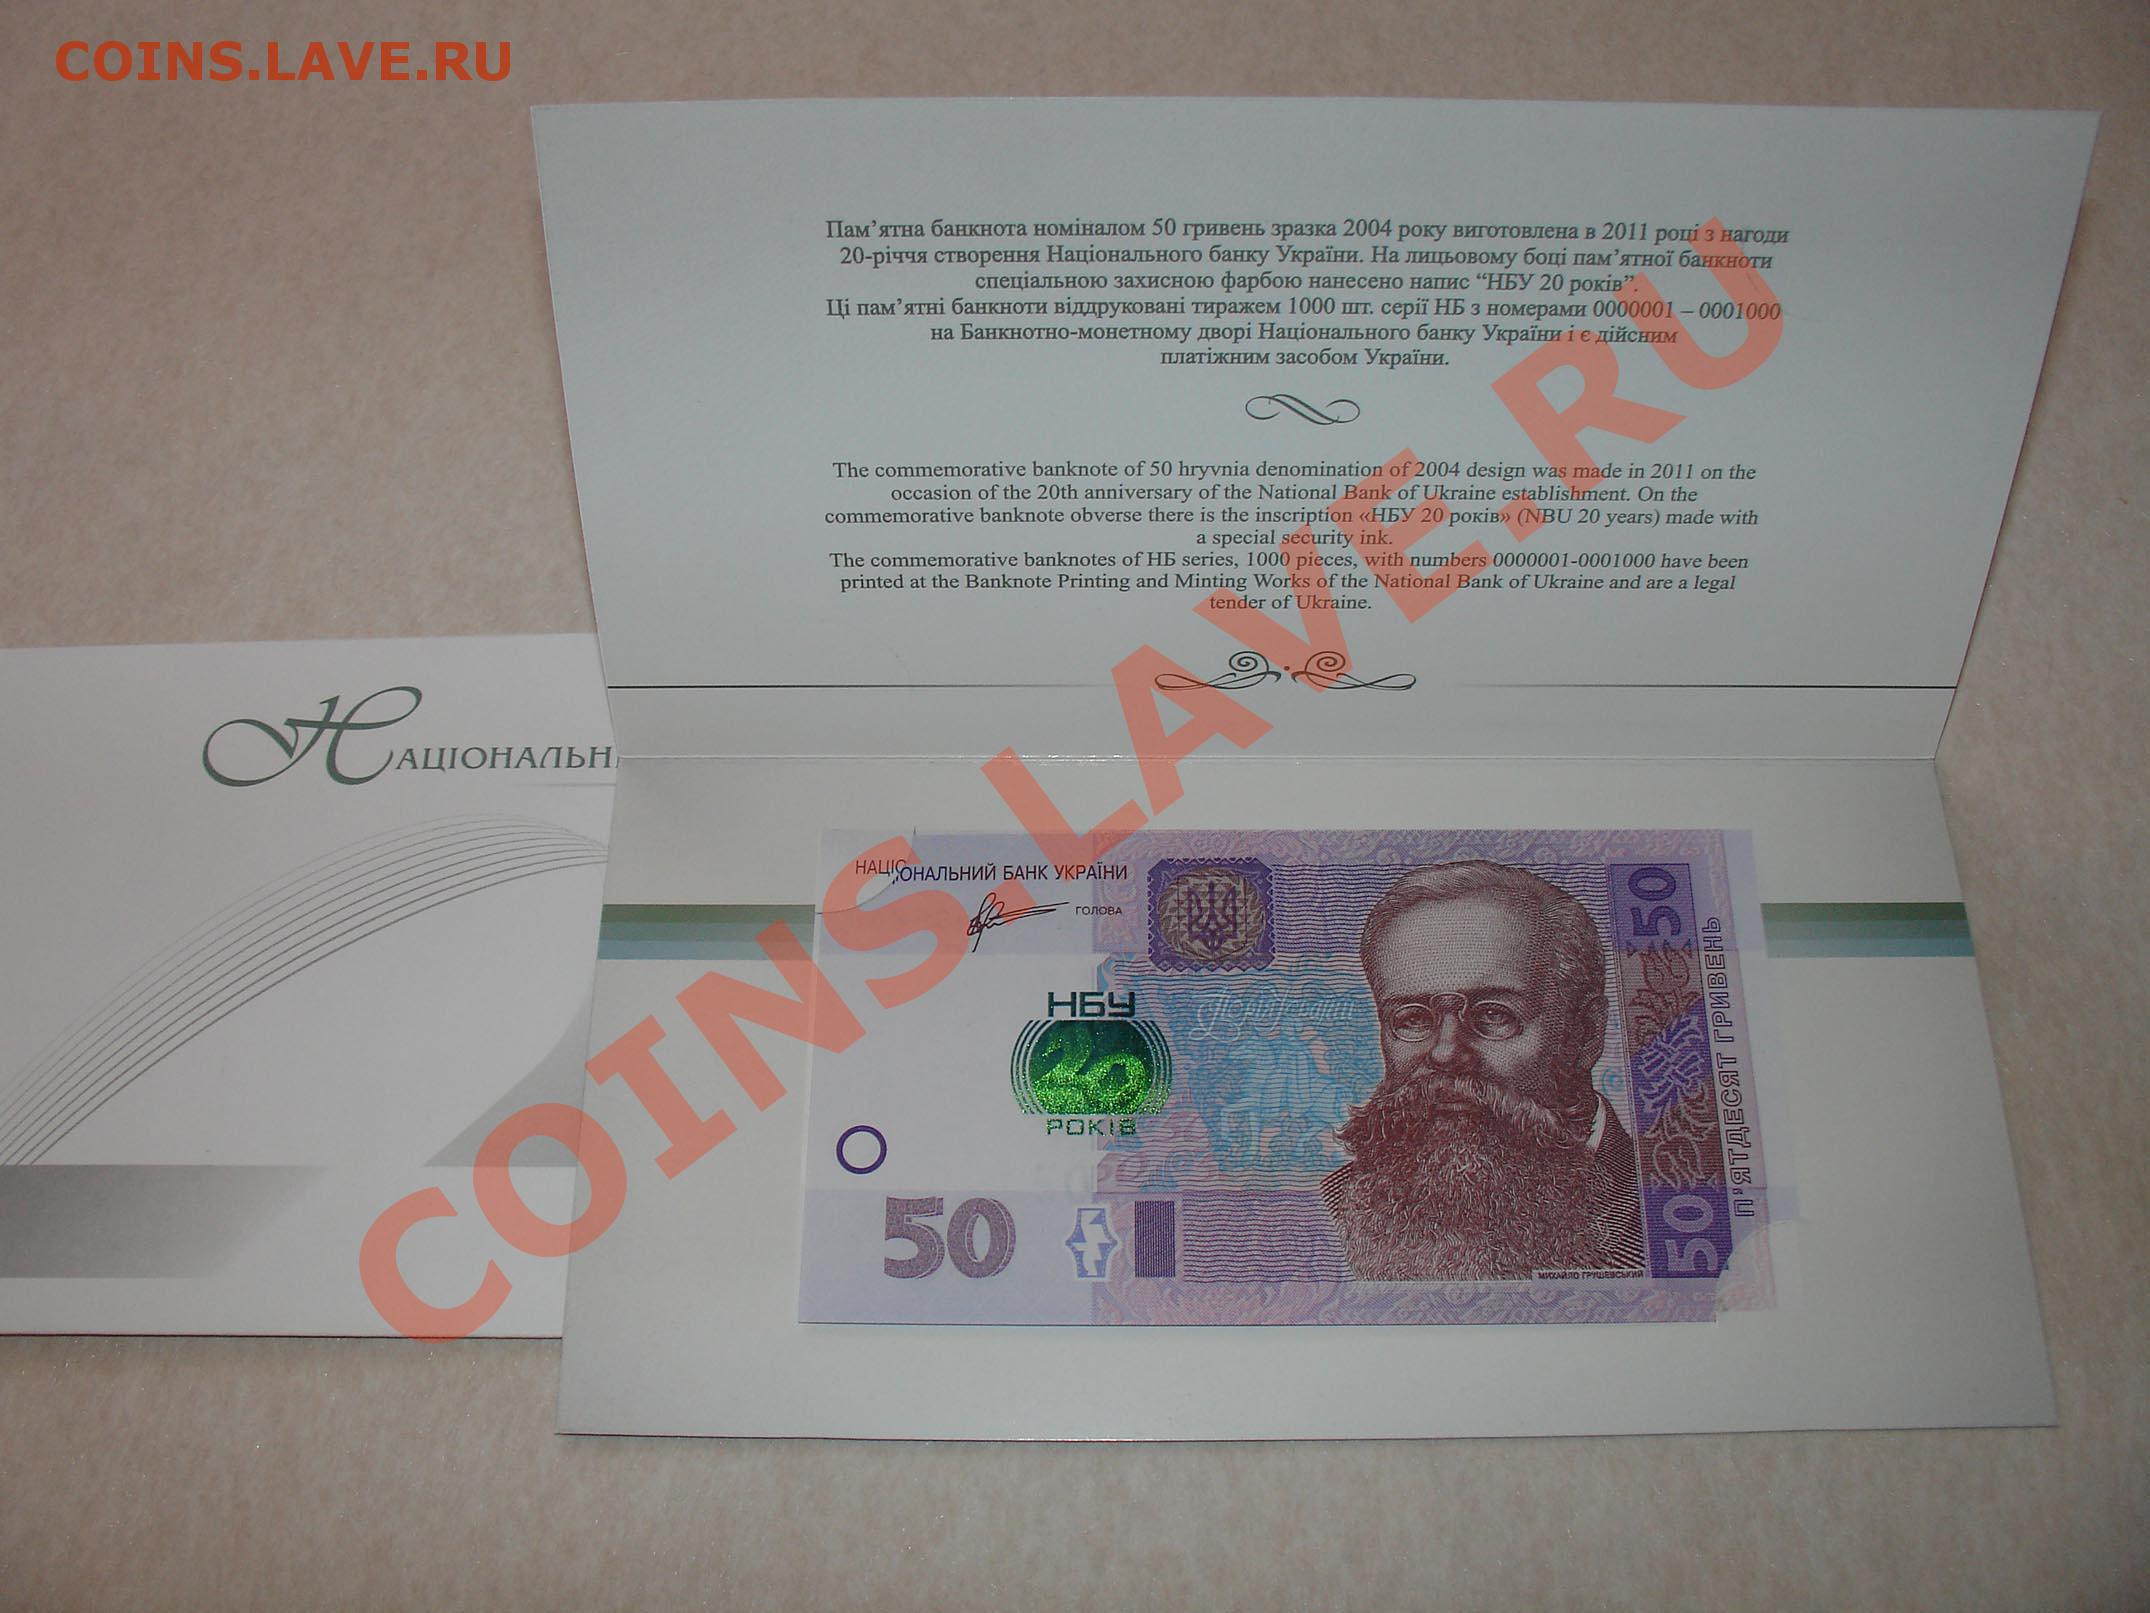 COINS.LAVE.RU
Пам’ятна банкнота номіналом 50 гривень зразка 2004 року виготовлена в 2011 році з нагоди
20-річчя створення Національного банку України. На лицьовому боці пам’ятної банкноти
спеціальною захисною фарбою нанесено напис “НБУ 20 років”.
Ці пам’ятні банкноти віддруковані тиражем 1000 шт. серії НБ з номерами 0000001 – 0001000
на Банкнотно-монетному дворі Національного банку України і є дійсним
платіжним засобом України.
The commemorative banknote of 50 hryvnia denomination of 2004 design was made in 2011 on the
occasion of the 20th anniversary of the National Bank of Ukraine establishment. On the
commemorative banknote obverse there is the inscription «НБУ 20 років» (NBU 20 years) made with
a special security ink.
The commemorative banknotes of НБ series, 1000 pieces, with numbers 0000001-0001000 have been
printed at the Banknote Printing and Minting Works of the National Bank of Ukraine and are a legal
tender of Ukraine.
НАЦІОНАЛЬН
НАЦІОНАЛЬНИЙ БАНК УКРАЇНИ
ГОЛОВА
НБУ
20
РОКІВ
50
50
П’ЯТДЕСЯТ ГРИВЕНЬ
50
МИХАЙЛО ГРУШЕВСЬКИЙ
COINS.LAVE.RU